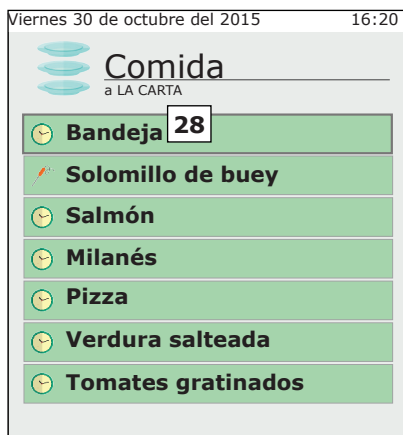 Viernes 30 de octubre del 2015 16:20
Comida
a LA CARTA
Bandeja 28
Solomillo de buey
Salmón
Milanés
Pizza
Verdura salteada
Tomates gratinados